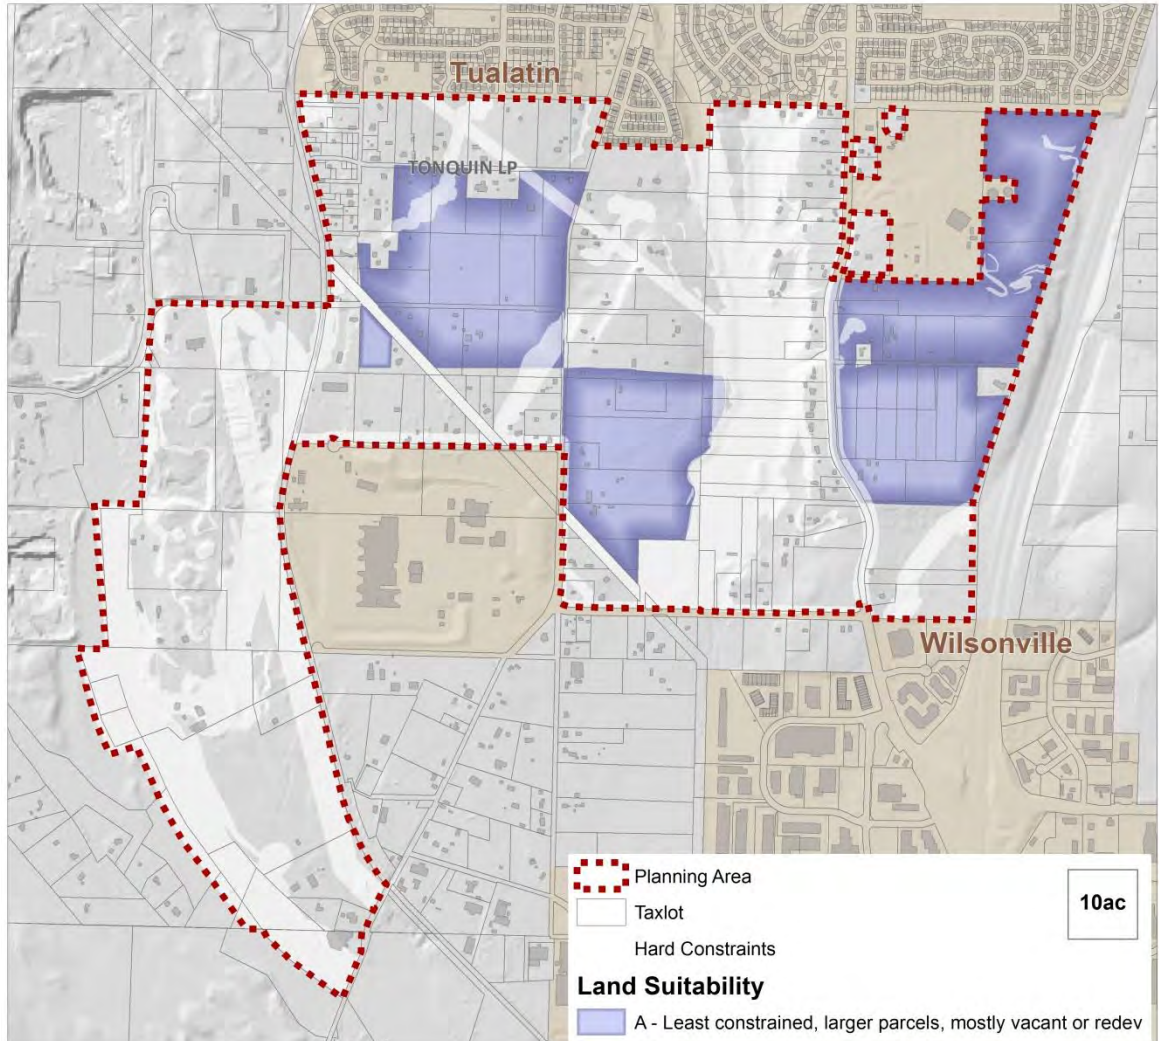 Tualatin
TONQUIN LP
Wilsonville
Planning Area
10ac
Taxlot
Hard Constraints
Land Suitability
A - Least constrained, larger parcels, mostly vacant or redev